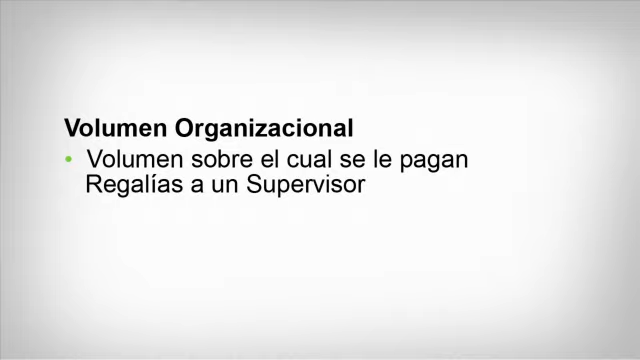 Volumen Organizacional
• Volumen sobre el cual se le pagan
Regalías a un Supervisor